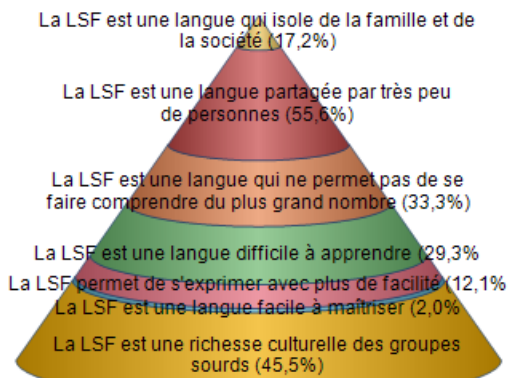 La LSF est une langue qui isole de la famille et de
la société (17,2%)
La LSF est une langue partagée par très peu
de personnes (55,6%)
La LSF est une langue qui ne permet pas de se
faire comprendre du plus grand nombre (33,3%)
La LSF est une langue difficile à apprendre (29,3%
La LSF permet de s'exprimer avec plus de facilité (12,1%
La LSF est une langue facile à maîtriser (2,0%
La LSF est une richesse culturelle des groupes
sourds (45,5%)